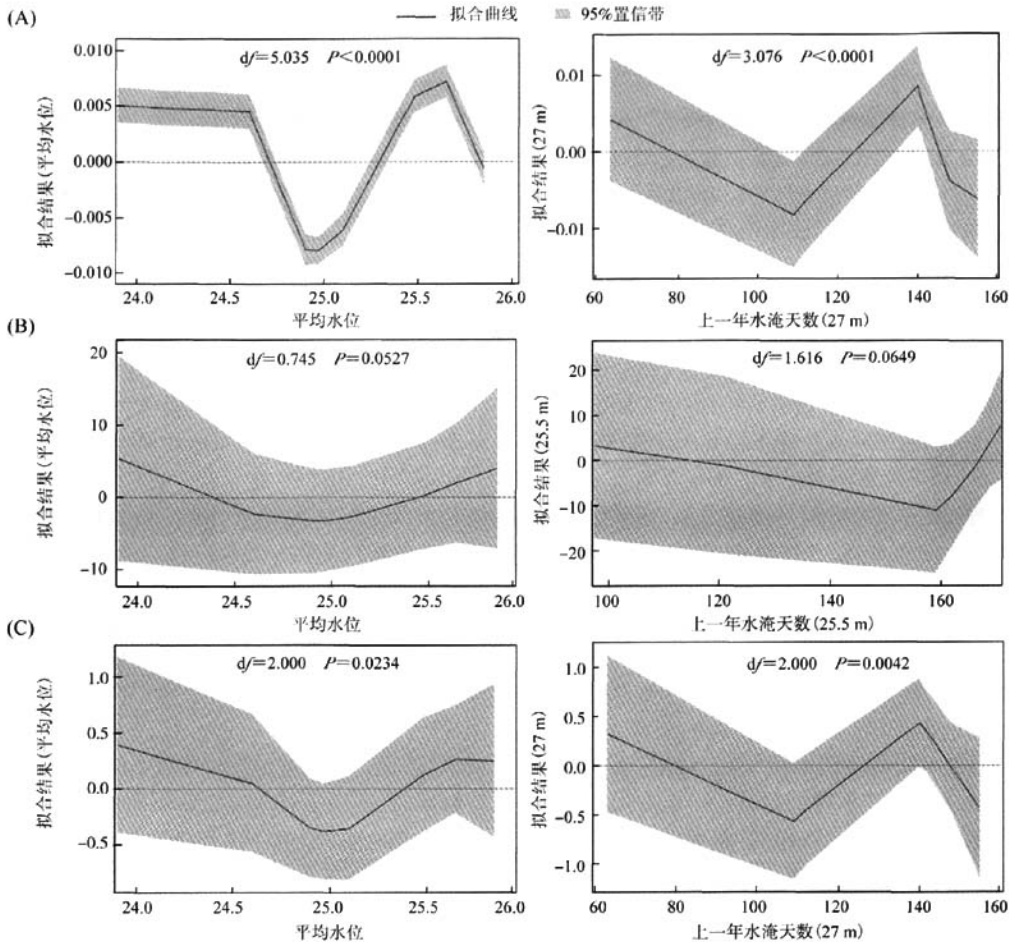 (A)
拟合曲线 95%置信带
拟合结果(平均水位)
0.010
0.005
0.000
-0.005
-0.010
df=5.035 P<0.0001
24.0 24.5 25.0 25.5 26.0
平均水位
拟合结果(27 m)
0.01
0.00
-0.01
df=3.076 P<0.0001
60 80 100 120 140 160
上一年水淹天数(27 m)
(B)
拟合结果(平均水位)
20
10
0
-10
df=0.745 P=0.0527
24.0 24.5 25.0 25.5 26.0
平均水位
拟合结果(25.5 m)
20
10
0
-10
-20
df=1.616 P=0.0649
100 120 140 160
上一年水淹天数(25.5 m)
(C)
拟合结果(平均水位)
1.0
0.5
0.0
-0.5
df=2.000 P=0.0234
24.0 24.5 25.0 25.5 26.0
平均水位
拟合结果(27 m)
1.0
0.5
0.0
-0.5
-1.0
df=2.000 P=0.0042
60 80 100 120 140 160
上一年水淹天数(27 m)